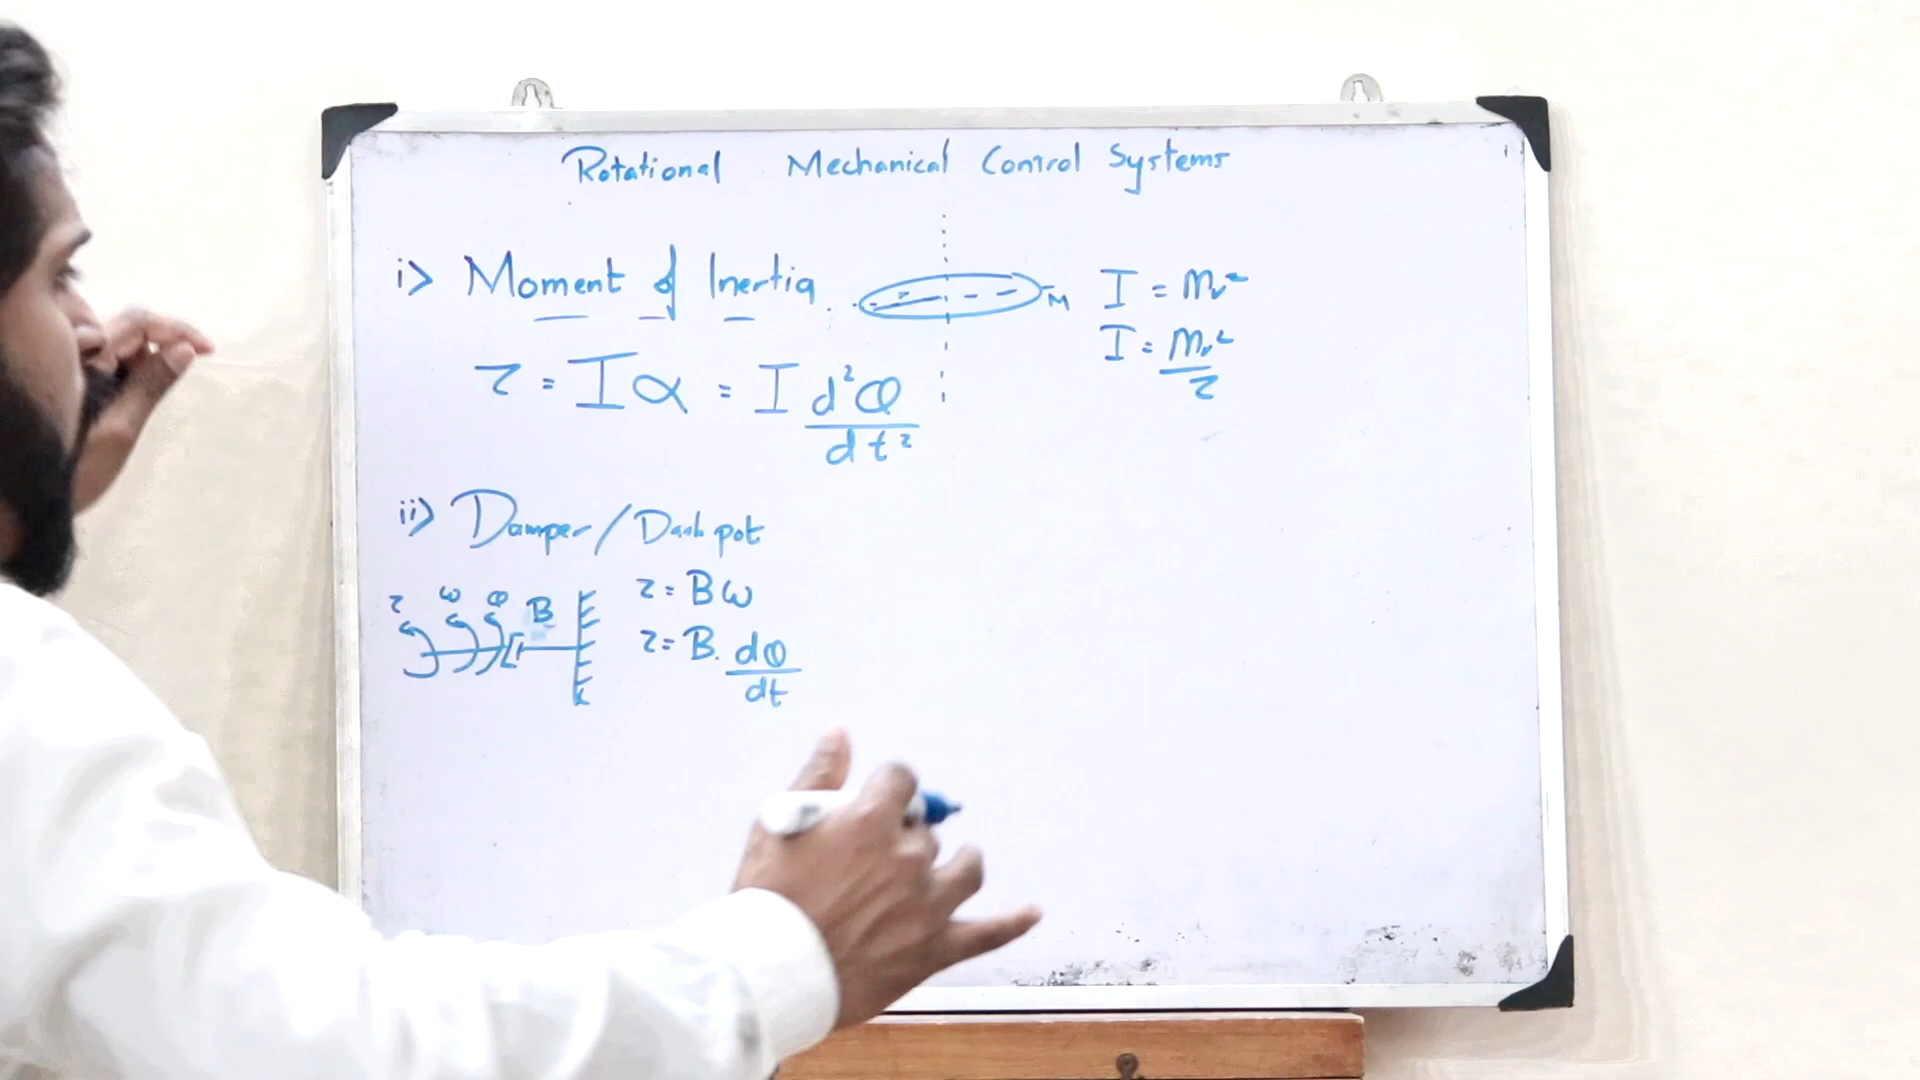 Rotational Mechanical Control Systems
i> Moment of Inertia
M
I = mr²
I = mr²/2
τ = Iα = I d²θ/dt²
ii> Damper/Dash pot
τ ω θ B
τ = Bω
τ = B. dθ/dt